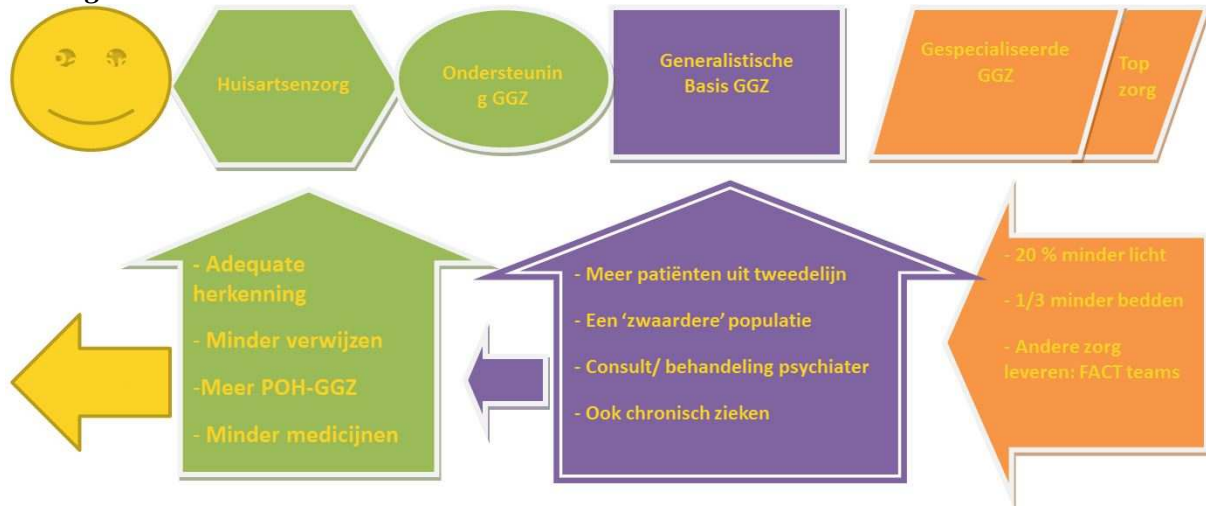 Huisartsenzorg
Ondersteunin
g GGZ
Generalistische
Basis GGZ
Gespecialiseerde
GGZ
Top
zorg
- Adequate
herkenning
- Minder verwijzen
-Meer POH-GGZ
- Minder medicijnen
- Meer patiënten uit tweedelijn
- Een ‘zwaardere’ populatie
- Consult/ behandeling psychiater
- Ook chronisch zieken
- 20 % minder licht
- 1/3 minder bedden
- Andere zorg
leveren: FACT teams